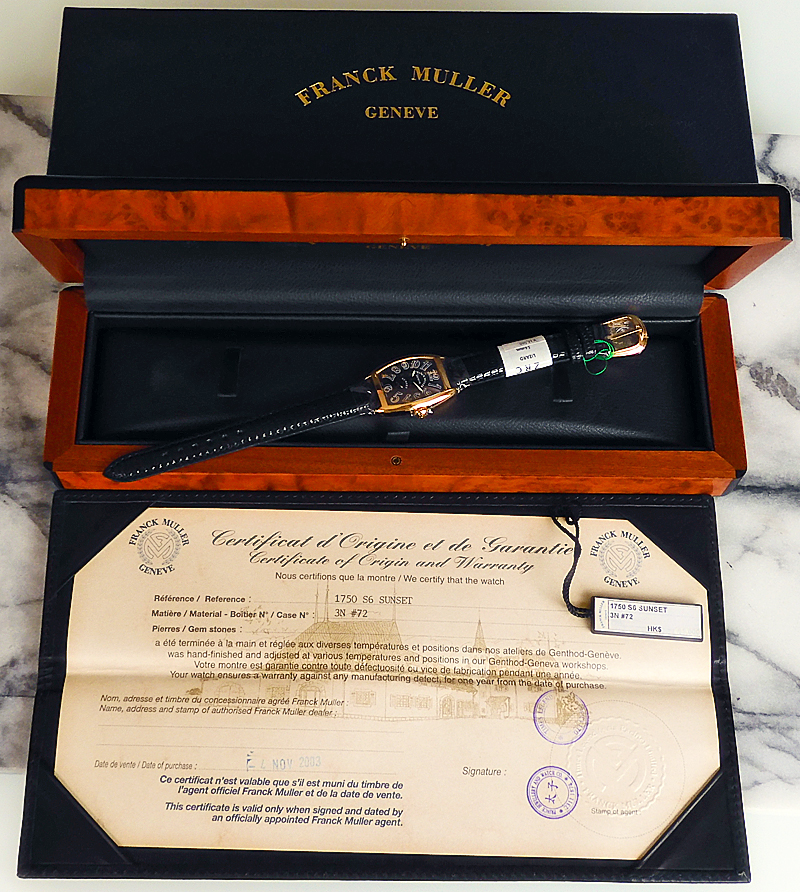 FRANCK MULLER
GENEVE
GENEVE
LIZARD
FRANCK MULLER
GENEVE
Certificat d'Origine et de Garantie
Certificate of Origin and Warranty
FRANCK MULLER
GENEVE
Nous certifions que la montre / We certify that the watch
Référence / Reference : 1750 S6 SUNSET
Matière / Material - Boîtier N° / Case N° : 3N #72
Pierres / Gem stones :
1750 S6 SUNSET
3N #72
HK$
a été terminée à la main et réglée aux diverses températures et positions dans nos ateliers de Genthod-Genève.
was hand-finished and adjusted at various temperatures and positions in our Genthod-Geneva workshops.
Votre montre est garantie contre toute défectuosité ou vice de fabrication pendant une année.
Your watch ensures a warranty against any manufacturing defect, for one year from the date of purchase.
Nom, adresse et timbre du concessionnaire agréé Franck Muller :
Name, address and stamp of authorised Franck Muller dealer :
Date de vente / Date of purchase : 4 NOV 2003
Signature :
Ce certificat n'est valable que s'il est muni du timbre de
l'agent officiel Franck Muller et de la date de vente.
This certificate is valid only when signed and dated by
an officially appointed Franck Muller agent.
Stamp of agent